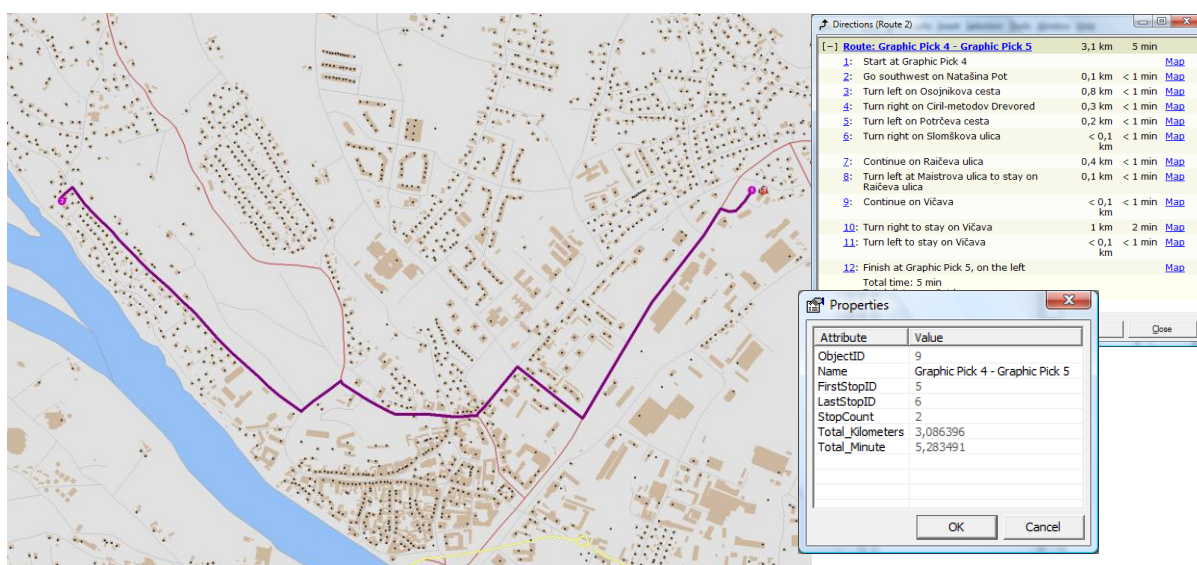 Directions (Route 2)
[-] Route: Graphic Pick 4 - Graphic Pick 5 3,1 km 5 min
1: Start at Graphic Pick 4 Map
2: Go southwest on Natašina Pot 0,1 km < 1 min Map
3: Turn left on Osojnikova cesta 0,8 km < 1 min Map
4: Turn right on Ciril-metodov Drevored 0,3 km < 1 min Map
5: Turn left on Potrčeva cesta 0,2 km < 1 min Map
6: Turn right on Slomškova ulica < 0,1 < 1 min Map
km
7: Continue on Raičeva ulica 0,4 km < 1 min Map
8: Turn left at Maistrova ulica to stay on 0,1 km < 1 min Map
Raičeva ulica
9: Continue on Vičava < 0,1 < 1 min Map
km
10: Turn right to stay on Vičava 1 km 2 min Map
11: Turn left to stay on Vičava < 0,1 < 1 min Map
km
12: Finish at Graphic Pick 5, on the left Map
Total time: 5 min
Close
Properties
Attribute Value
ObjectID 9
Name Graphic Pick 4 - Graphic Pick 5
FirstStopID 5
LastStopID 6
StopCount 2
Total_Kilometers 3,086396
Total_Minute 5,283491
OK Cancel
1
2